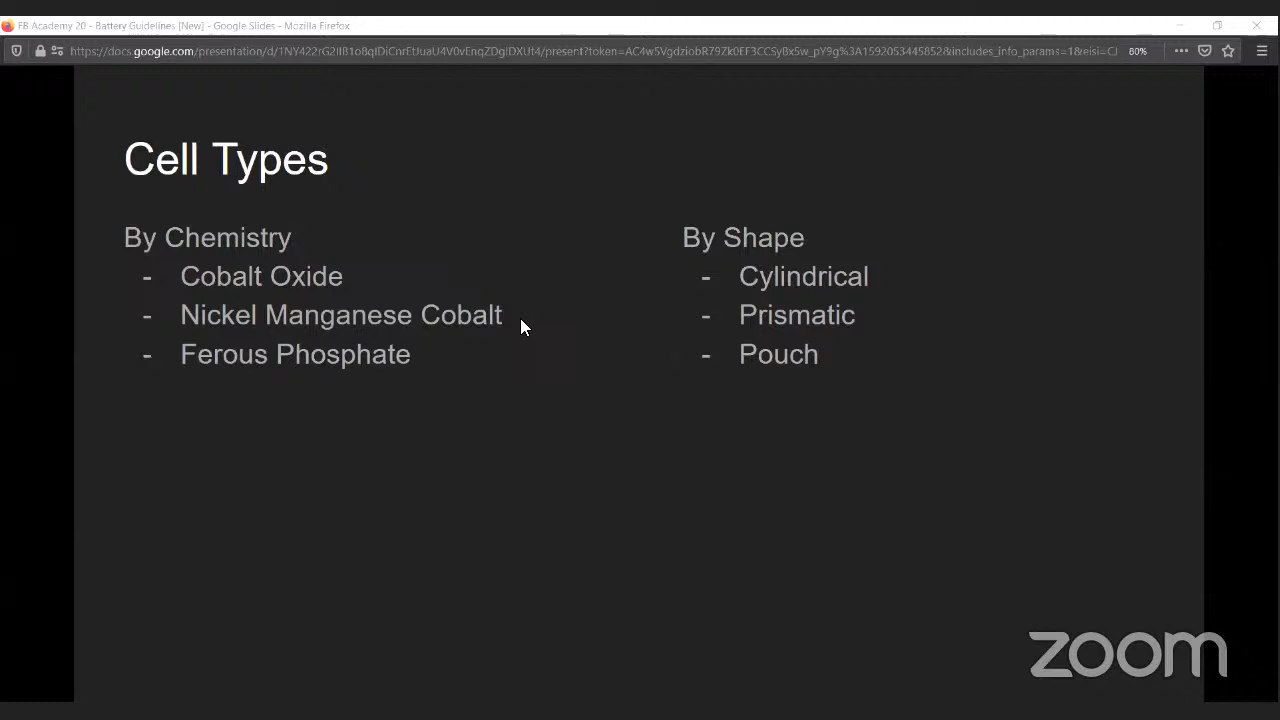 FB Academy 20 - Battery Guidelines [New] - Google Slides - Mozilla Firefox
80%
Cell Types
By Chemistry
- Cobalt Oxide
- Nickel Manganese Cobalt
- Ferous Phosphate
By Shape
- Cylindrical
- Prismatic
- Pouch
zoom